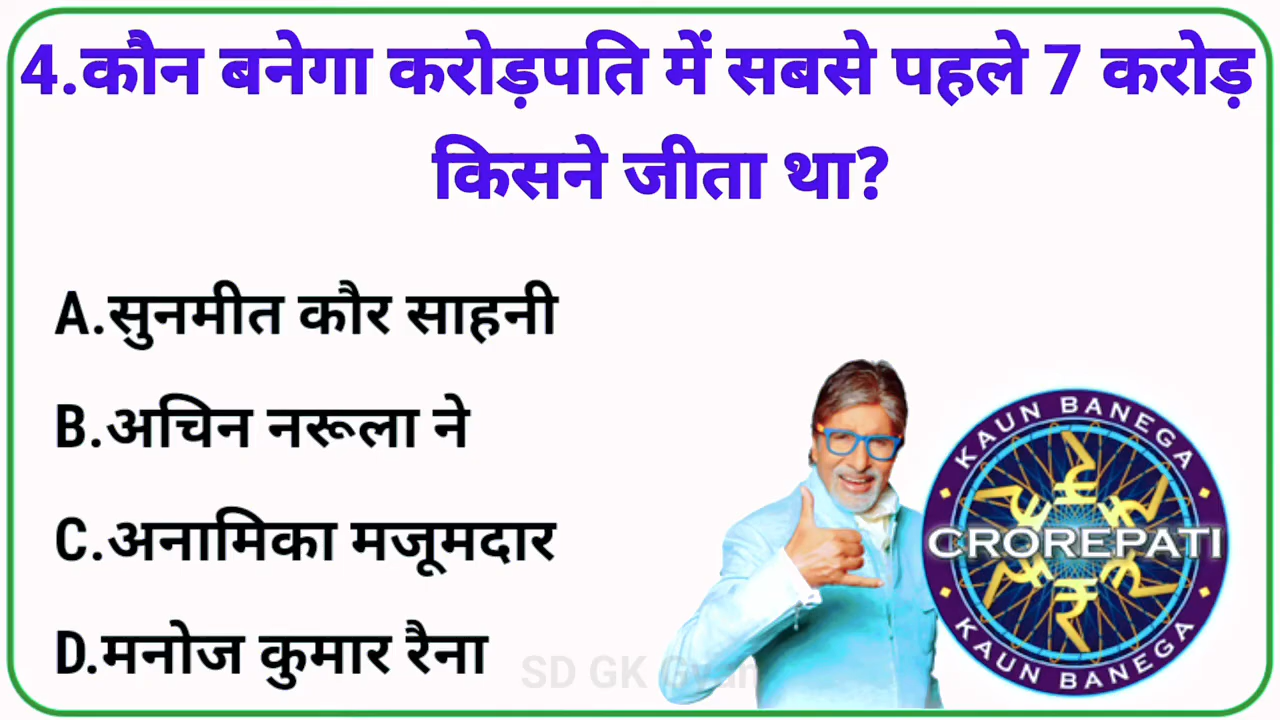 4.कौन बनेगा करोड़पति में सबसे पहले 7 करोड़
किसने जीता था?
A.सुनमीत कौर साहनी
B.अचिन नरूला ने
C.अनामिका मजूमदार
D.मनोज कुमार रैना
SD GK Gyan
KAUN BANEGA
CROREPATI
KAUN BANEGA